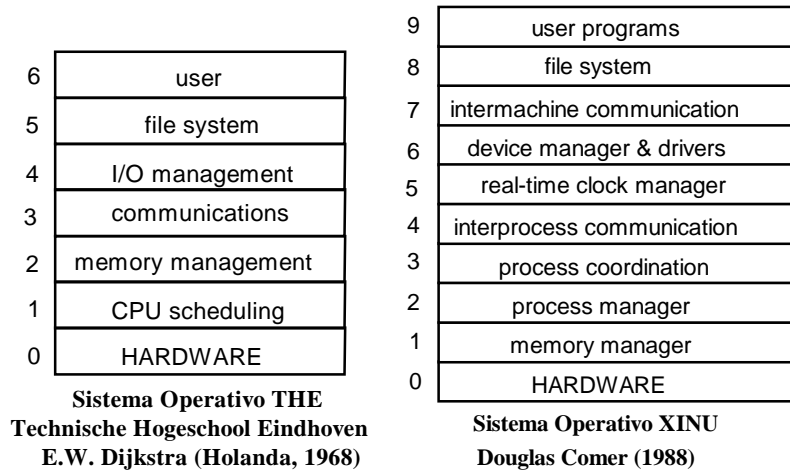 6 user
5 file system
4 I/O management
3 communications
2 memory management
1 CPU scheduling
0 HARDWARE
Sistema Operativo THE
Technische Hogeschool Eindhoven
E.W. Dijkstra (Holanda, 1968)
9 user programs
8 file system
7 intermachine communication
6 device manager & drivers
5 real-time clock manager
4 interprocess communication
3 process coordination
2 process manager
1 memory manager
0 HARDWARE
Sistema Operativo XINU
Douglas Comer (1988)